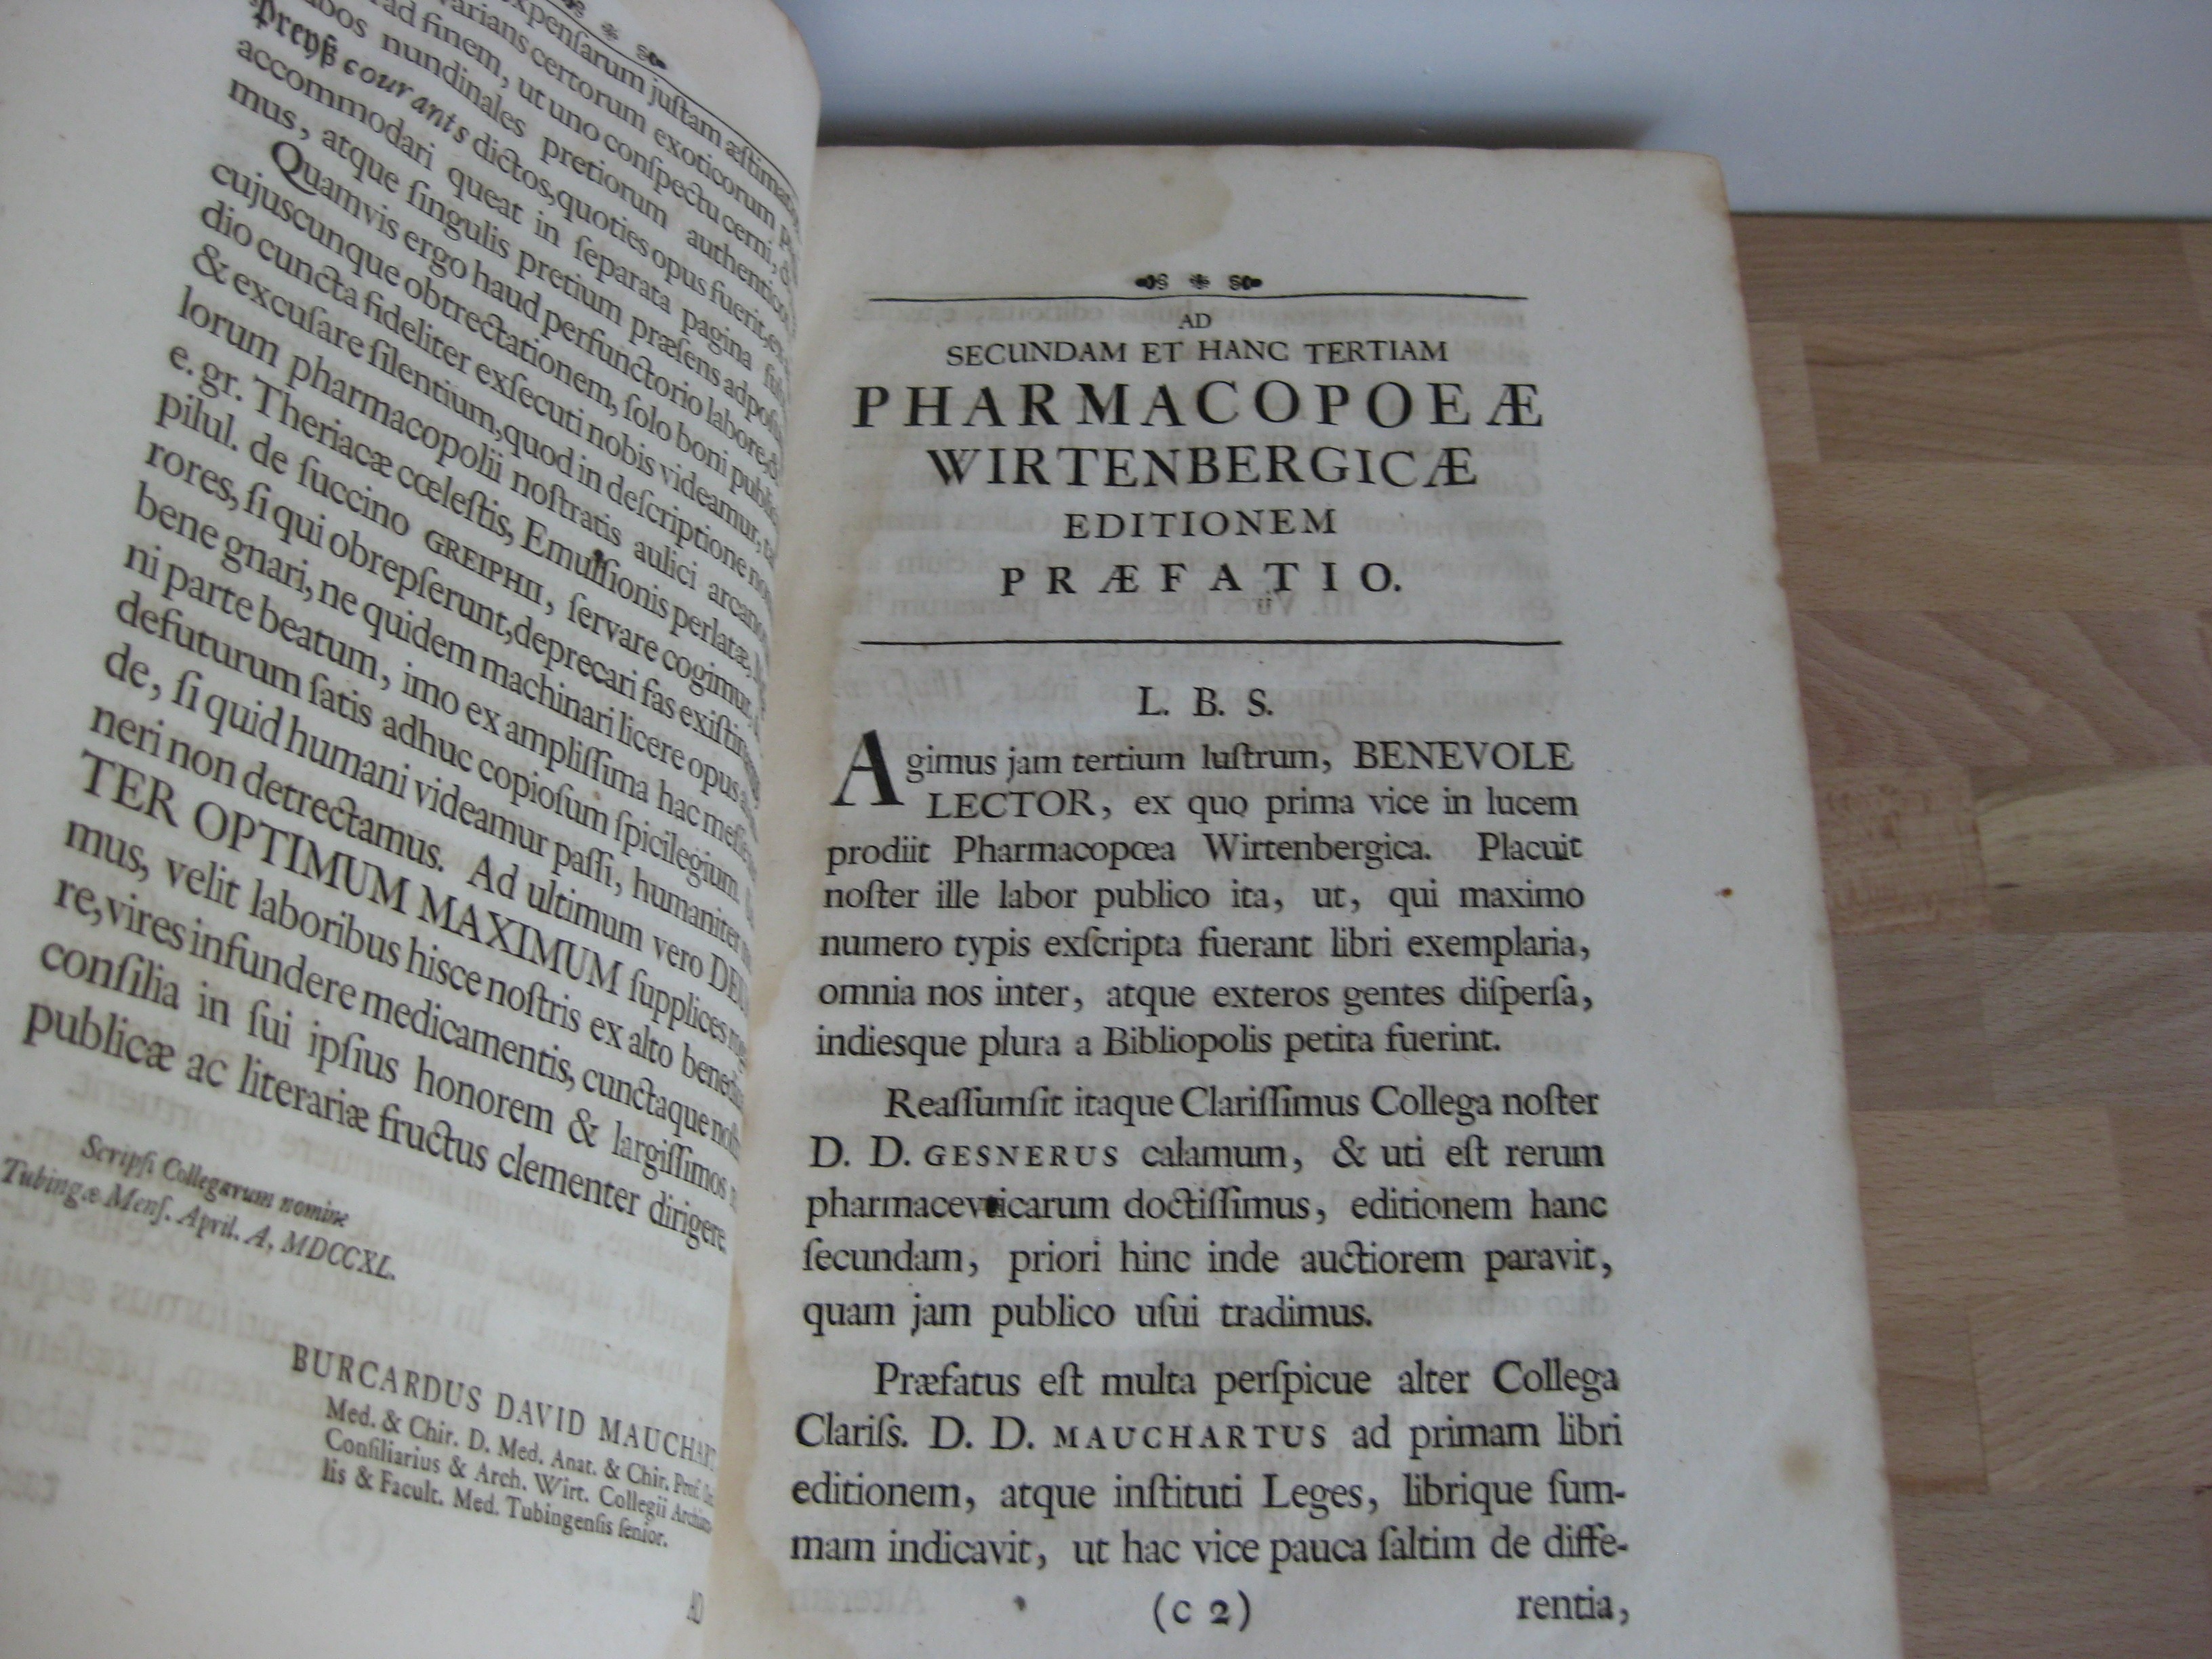 expensarum justam æstimat
varians certorum exoticorum
ad finem, ut uno conspectu cerni, &
nundinales pretiorum authentico
Preyß courants dictos, quoties opus fuerit, ex
accommodari queat in separata pagina
mus, atque singulis pretium præsens adposu
Quamvis ergo haud perfunctorio labore, &
cujuscunque obtrectationem, solo boni publi
dio cuncta fideliter exsecuti nobis videamur, ta
& excusare silentium, quod in descriptione non
lorum pharmacopolii nostratis aulici arcano
e. gr. Theriacæ cœlestis, Emulsionis perlatæ,
pilul. de succino GREIPHII, servare cogimur,
rores, si qui obrepserunt, deprecari fas existim
bene gnari, ne quidem machinari licere opus
ni parte beatum, imo ex amplissima hac messe
defuturum satis adhuc copiosum spicilegium
de, si quid humani videamur passi, humaniter
neri non detrectamus. Ad ultimum vero DEU
TER OPTIMUM MAXIMUM supplices
mus, velit laboribus hisce nostris ex alto bened
re, vires infundere medicamentis, cunctaque
consilia in sui ipsius honorem & largissimos
publicæ ac literariæ fructus clementer dirigere.
Scripsi Collegarum nomine
Tubingæ Mens. April. A. MDCCXL.
BURCARDUS DAVID MAUCHART
Med. & Chir. D. Med. Anat. & Chir. Prof.
Consiliarius & Arch. Wirt. Collegii
lis & Facult. Med. Tubingensis senior.
AD
AD
SECUNDAM ET HANC TERTIAM
PHARMACOPOEÆ
WIRTENBERGICÆ
EDITIONEM
PRÆFATIO.
L. B. S.
Agimus jam tertium lustrum, BENEVOLE
LECTOR, ex quo prima vice in lucem
prodiit Pharmacopœa Wirtenbergica. Placuit
noster ille labor publico ita, ut, qui maximo
numero typis exscripta fuerant libri exemplaria,
omnia nos inter, atque exteros gentes dispersa,
indiesque plura a Bibliopolis petita fuerint.
Reassumsit itaque Clarissimus Collega noster
D. D. GESNERUS calamum, & uti est rerum
pharmacevticarum doctissimus, editionem hanc
secundam, priori hinc inde auctiorem paravit,
quam jam publico usui tradimus.
Præfatus est multa perspicue alter Collega
Clariss. D. D. MAUCHARTUS ad primam libri
editionem, atque instituti Leges, librique sum-
mam indicavit, ut hac vice pauca saltim de diffe-
(c 2)
rentia,